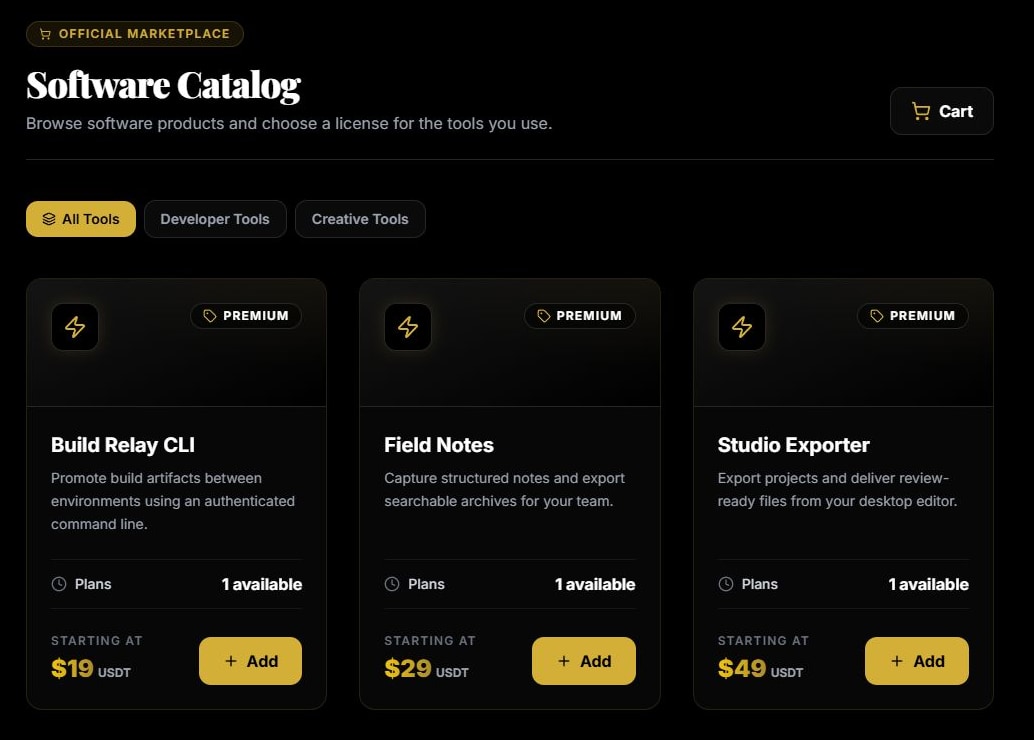 OFFICIAL MARKETPLACE
Software Catalog
Browse software products and choose a license for the tools you use.
Cart
All Tools
Developer Tools
Creative Tools
PREMIUM
Build Relay CLI
Promote build artifacts between
environments using an authenticated
command line.
Plans
1 available
STARTING AT
$19 USDT
+ Add
PREMIUM
Field Notes
Capture structured notes and export
searchable archives for your team.
Plans
1 available
STARTING AT
$29 USDT
+ Add
PREMIUM
Studio Exporter
Export projects and deliver review-
ready files from your desktop editor.
Plans
1 available
STARTING AT
$49 USDT
+ Add